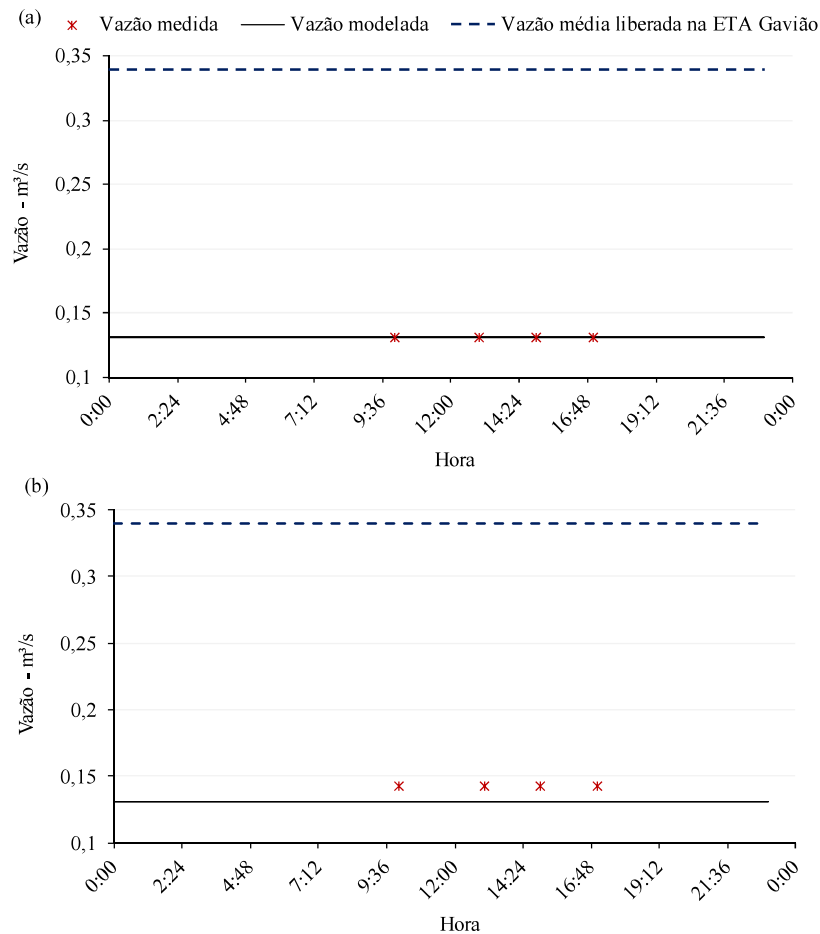 (a) Vazão medida Vazão modelada Vazão média liberada na ETA Gavião
0,35
0,3
0,25
0,2
0,15
0,1
Vazão - m³/s
0:00 2:24 4:48 7:12 9:36 12:00 14:24 16:48 19:12 21:36 0:00
Hora
(b)
0,35
0,3
0,25
0,2
0,15
0,1
Vazão - m³/s
0:00 2:24 4:48 7:12 9:36 12:00 14:24 16:48 19:12 21:36 0:00
Hora